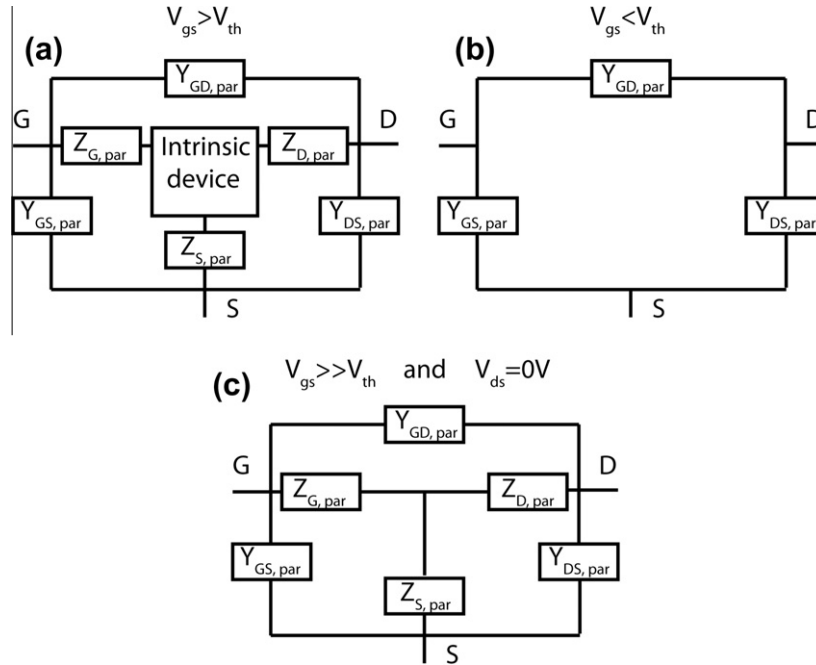 V_gs>V_th
V_gs<V_th
(a)
(b)
Y_GD, par
Y_GD, par
G
D
G
D
Z_G, par
Intrinsic
device
Z_D, par
Y_GS, par
Y_DS, par
Y_GS, par
Y_DS, par
Z_S, par
S
S
(c)
V_gs>>V_th and V_ds=0V
Y_GD, par
G
D
Z_G, par
Z_D, par
Y_GS, par
Y_DS, par
Z_S, par
S